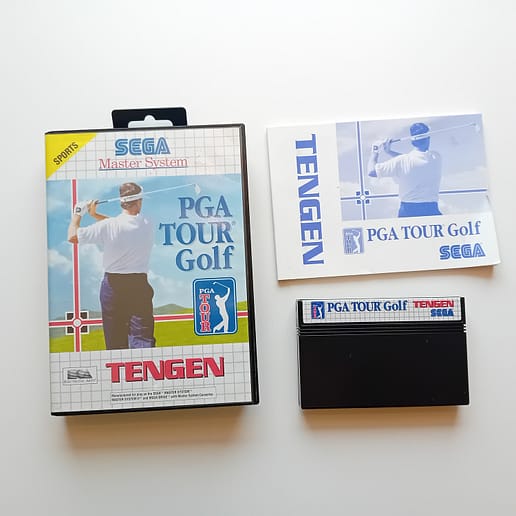 SPORTS
SEGA
Master System
PGA
TOUR
Golf
PGA
TOUR
TENGEN
TENGEN
PGA TOUR Golf
SEGA
PGA TOUR Golf TENGEN
SEGA